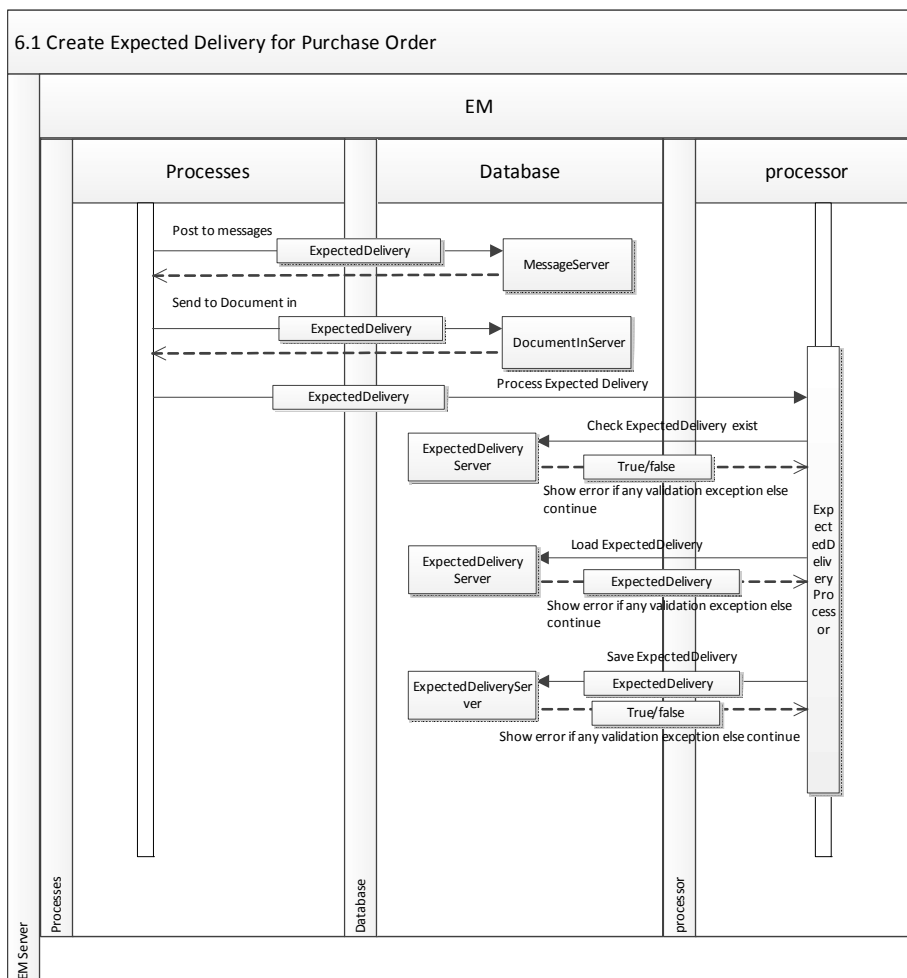 6.1 Create Expected Delivery for Purchase Order
EM
Processes
Database
processor
Post to messages
ExpectedDelivery
MessageServer
Send to Document in
ExpectedDelivery
DocumentInServer
Process Expected Delivery
ExpectedDelivery
Check ExpectedDelivery exist
ExpectedDelivery
Server
True/false
Show error if any validation exception else
continue
Load ExpectedDelivery
ExpectedDelivery
Server
ExpectedDelivery
Show error if any validation exception else
continue
Save ExpectedDelivery
ExpectedDelivery
ExpectedDeliverySer
ver
True/false
Show error if any validation exception else continue
Exp
ect
edD
eliv
ery
Pro
cess
or
EM Server
Processes
Database
processor